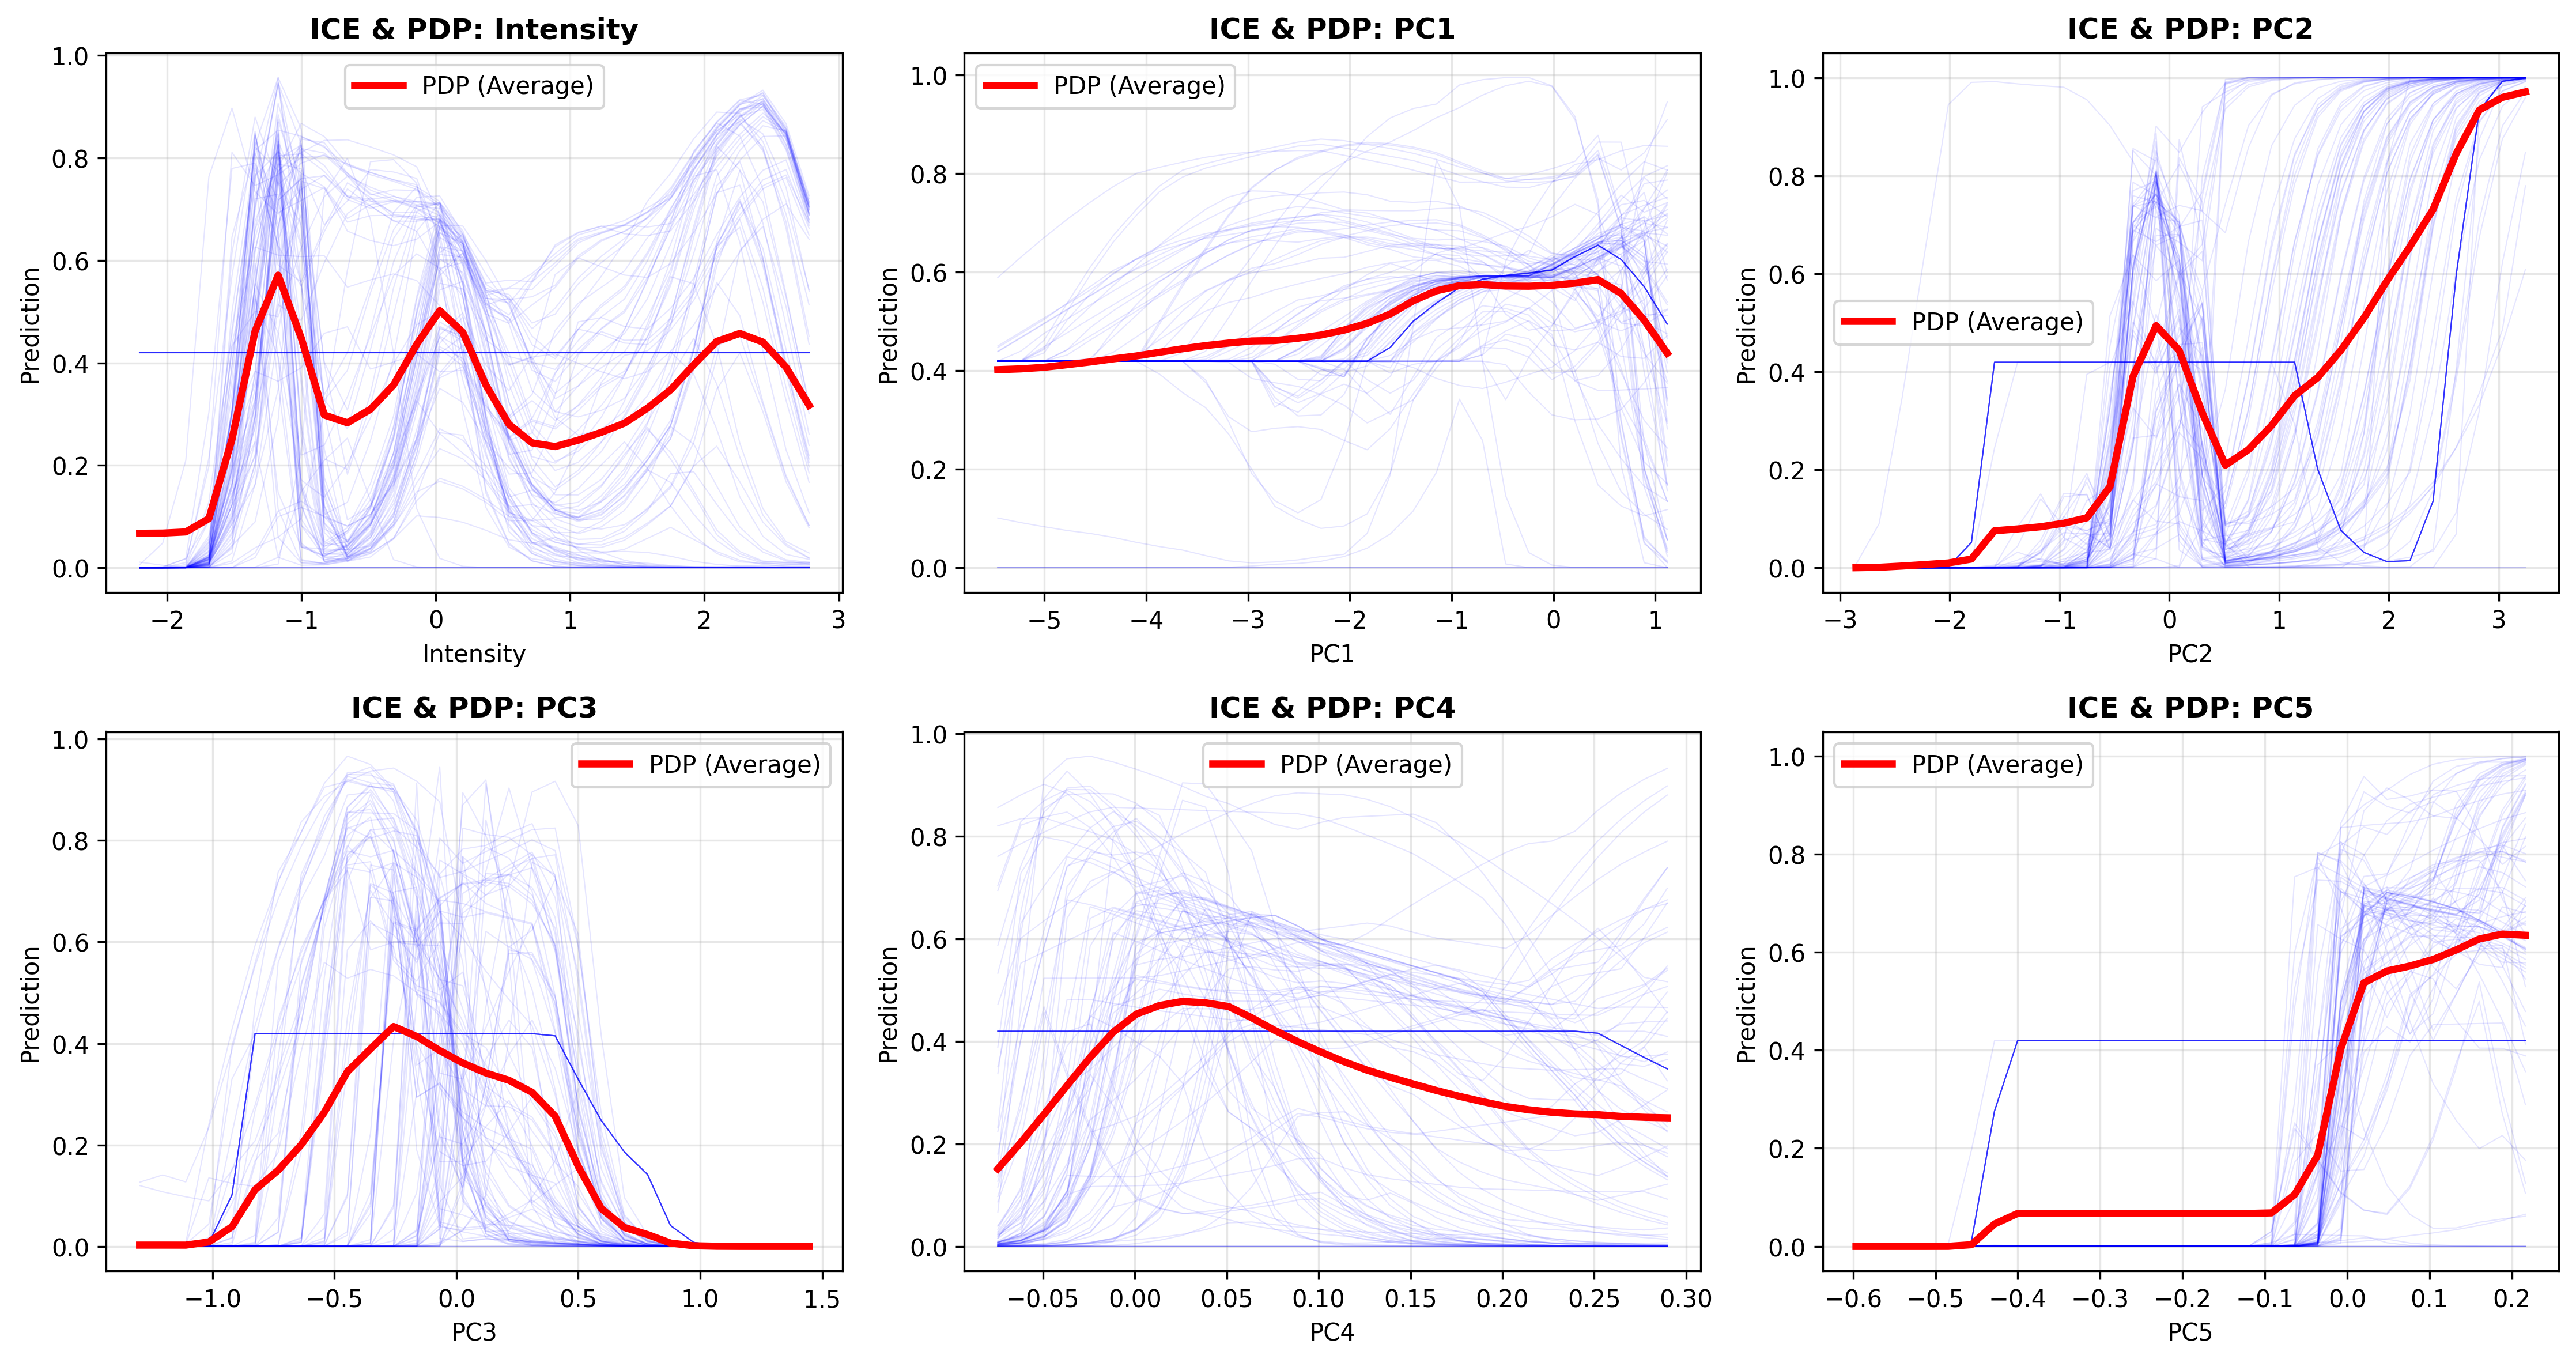 ICE & PDP: Intensity
1.0
0.8
0.6
0.4
0.2
0.0
Prediction
PDP (Average)
−2 −1 0 1 2 3
Intensity
ICE & PDP: PC1
1.0
0.8
0.6
0.4
0.2
0.0
Prediction
PDP (Average)
−5 −4 −3 −2 −1 0 1
PC1
ICE & PDP: PC2
1.0
0.8
0.6
0.4
0.2
0.0
Prediction
PDP (Average)
−3 −2 −1 0 1 2 3
PC2
ICE & PDP: PC3
1.0
0.8
0.6
0.4
0.2
0.0
Prediction
PDP (Average)
−1.0 −0.5 0.0 0.5 1.0 1.5
PC3
ICE & PDP: PC4
1.0
0.8
0.6
0.4
0.2
0.0
Prediction
PDP (Average)
−0.05 0.00 0.05 0.10 0.15 0.20 0.25 0.30
PC4
ICE & PDP: PC5
1.0
0.8
0.6
0.4
0.2
0.0
Prediction
PDP (Average)
−0.6 −0.5 −0.4 −0.3 −0.2 −0.1 0.0 0.1 0.2
PC5